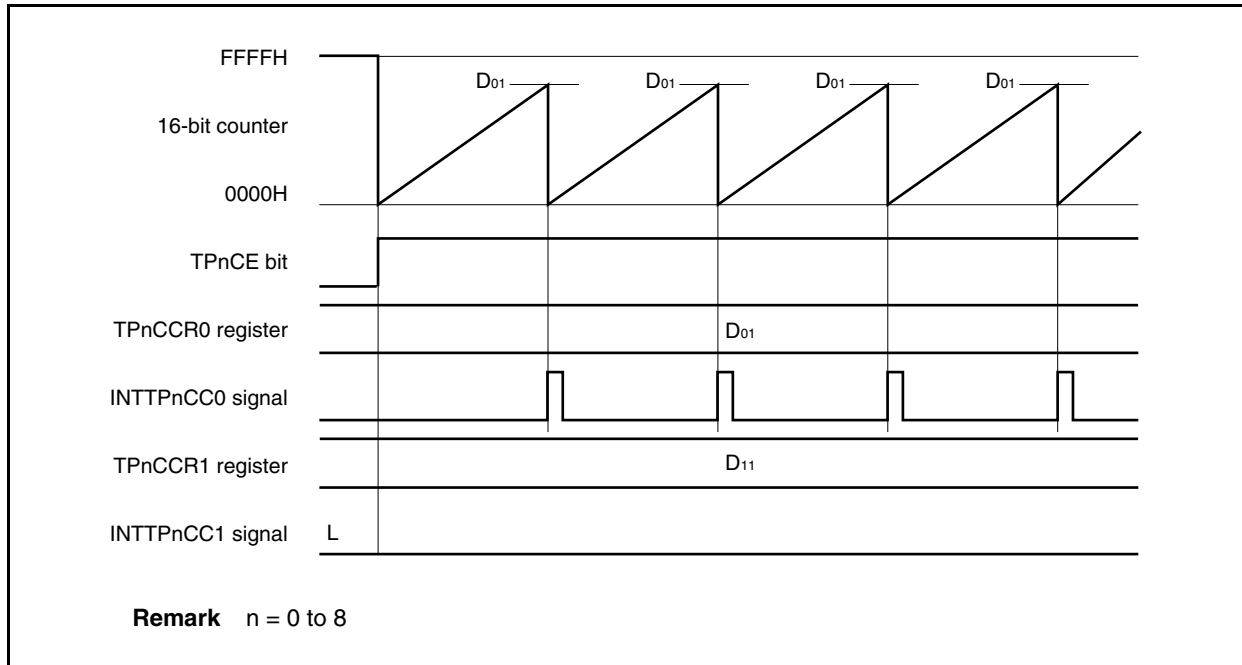 FFFFH
D01 D01 D01 D01
16-bit counter
0000H
TPnCE bit
TPnCCR0 register D01
INTTPnCC0 signal
TPnCCR1 register D11
INTTPnCC1 signal L
Remark n = 0 to 8